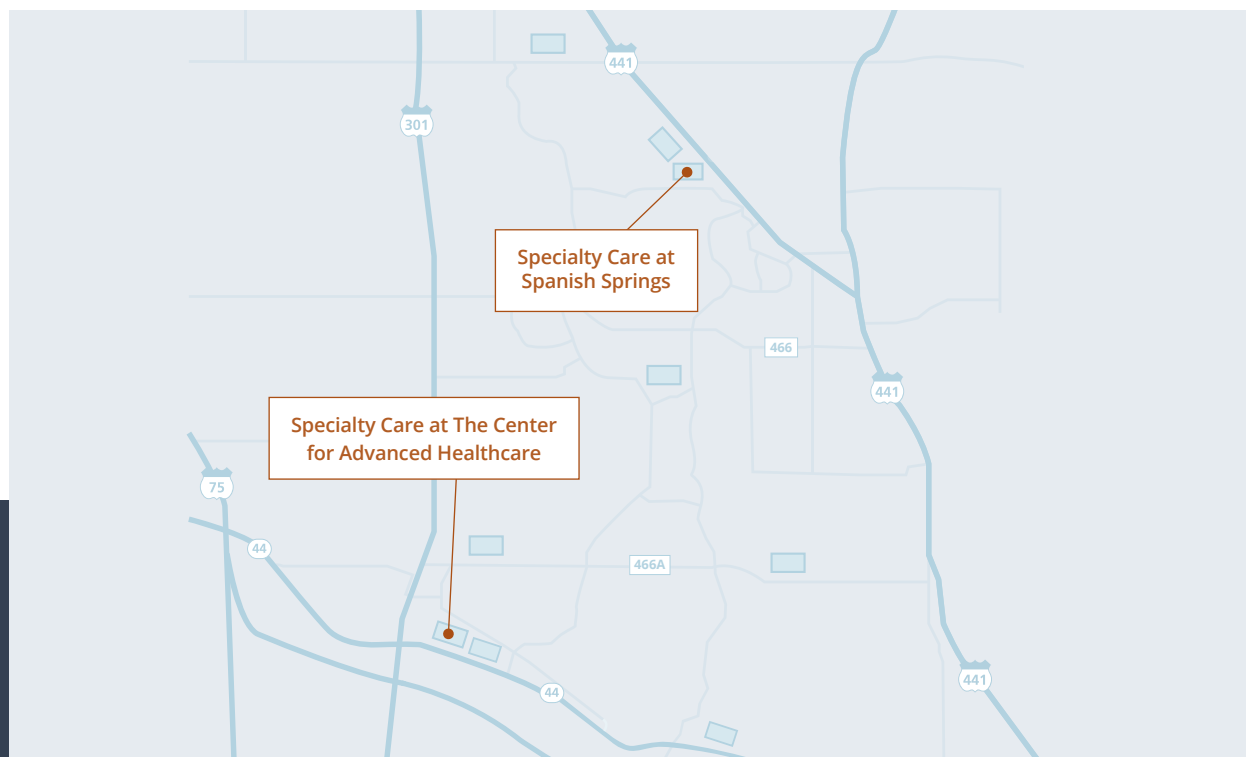 441
301
Specialty Care at
Spanish Springs
466
441
Specialty Care at The Center
for Advanced Healthcare
75
44
466A
441
44